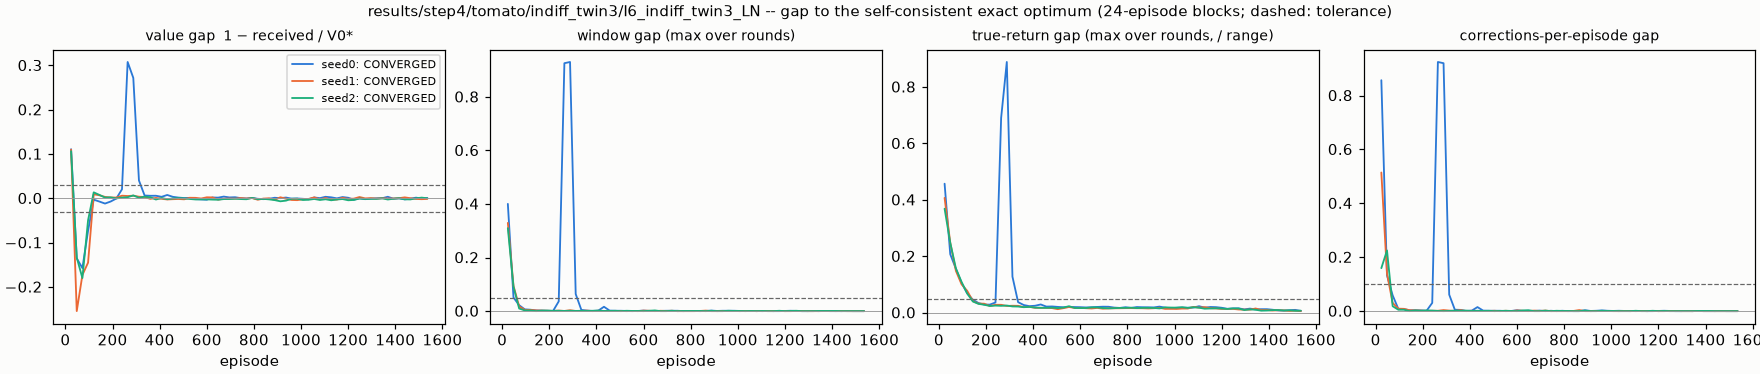 results/step4/tomato/indiff_twin3/l6_indiff_twin3_LN -- gap to the self-consistent exact optimum (24-episode blocks; dashed: tolerance)
value gap 1 − received / V0*
0.3
0.2
0.1
0.0
−0.1
−0.2
seed0: CONVERGED
seed1: CONVERGED
seed2: CONVERGED
0 200 400 600 800 1000 1200 1400 1600
episode
window gap (max over rounds)
0.8
0.6
0.4
0.2
0.0
0 200 400 600 800 1000 1200 1400 1600
episode
true-return gap (max over rounds, / range)
0.8
0.6
0.4
0.2
0.0
0 200 400 600 800 1000 1200 1400 1600
episode
corrections-per-episode gap
0.8
0.6
0.4
0.2
0.0
0 200 400 600 800 1000 1200 1400 160
episode